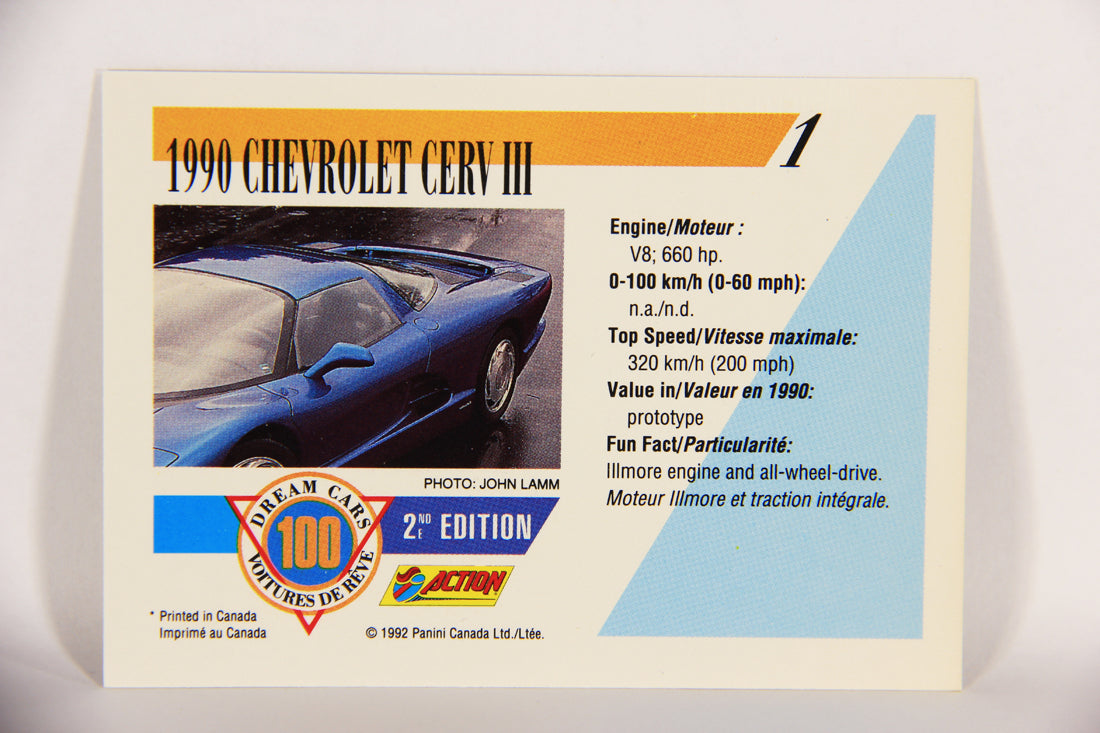 1990 CHEVROLET CERV III
1
Engine/Moteur :
V8; 660 hp.
0-100 km/h (0-60 mph):
n.a./n.d.
Top Speed/Vitesse maximale:
320 km/h (200 mph)
Value in/Valeur en 1990:
prototype
Fun Fact/Particularité:
Illmore engine and all-wheel-drive.
Moteur Illmore et traction intégrale.
PHOTO: JOHN LAMM
DREAM CARS
100
VOITURES DE RÊVE
2ND E EDITION
ACTION
* Printed in Canada
Imprimé au Canada
© 1992 Panini Canada Ltd./Ltée.